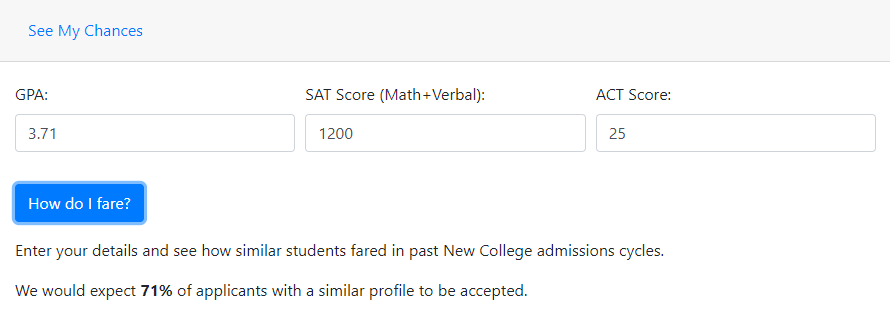 See My Chances
GPA: SAT Score (Math+Verbal): ACT Score:
3.71 1200 25
How do I fare?
Enter your details and see how similar students fared in past New College admissions cycles.
We would expect 71% of applicants with a similar profile to be accepted.